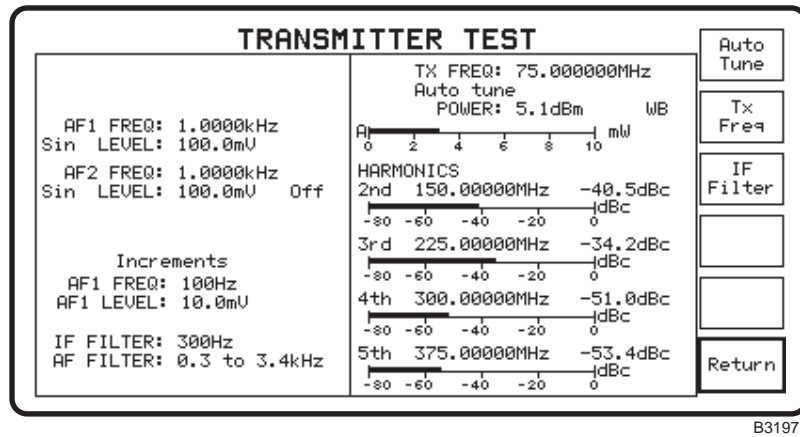 TRANSMITTER TEST
AF1 FREQ: 1.0000kHz
Sin LEVEL: 100.0mV
AF2 FREQ: 1.0000kHz
Sin LEVEL: 100.0mV Off
Increments
AF1 FREQ: 100Hz
AF1 LEVEL: 10.0mV
IF FILTER: 300Hz
AF FILTER: 0.3 to 3.4kHz
TX FREQ: 75.000000MHz
Auto tune
POWER: 5.1dBm WB
A mW
0 2 4 6 8 10
HARMONICS
2nd 150.00000MHz -40.5dBc
dBc
-80 -60 -40 -20 0
3rd 225.00000MHz -34.2dBc
dBc
-80 -60 -40 -20 0
4th 300.00000MHz -51.0dBc
dBc
-80 -60 -40 -20 0
5th 375.00000MHz -53.4dBc
dBc
-80 -60 -40 -20 0
Auto
Tune
Tx
Freq
IF
Filter
Return
B3197